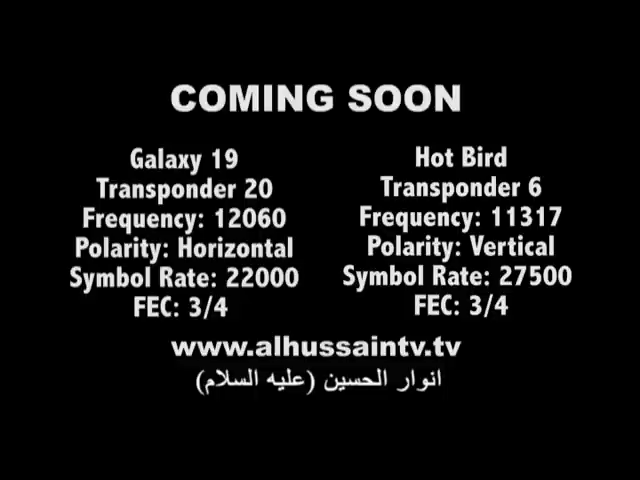 COMING SOON
Galaxy 19
Transponder 20
Frequency: 12060
Polarity: Horizontal
Symbol Rate: 22000
FEC: 3/4
Hot Bird
Transponder 6
Frequency: 11317
Polarity: Vertical
Symbol Rate: 27500
FEC: 3/4
www.alhussaintv.tv
انوار الحسين (عليه السلام)